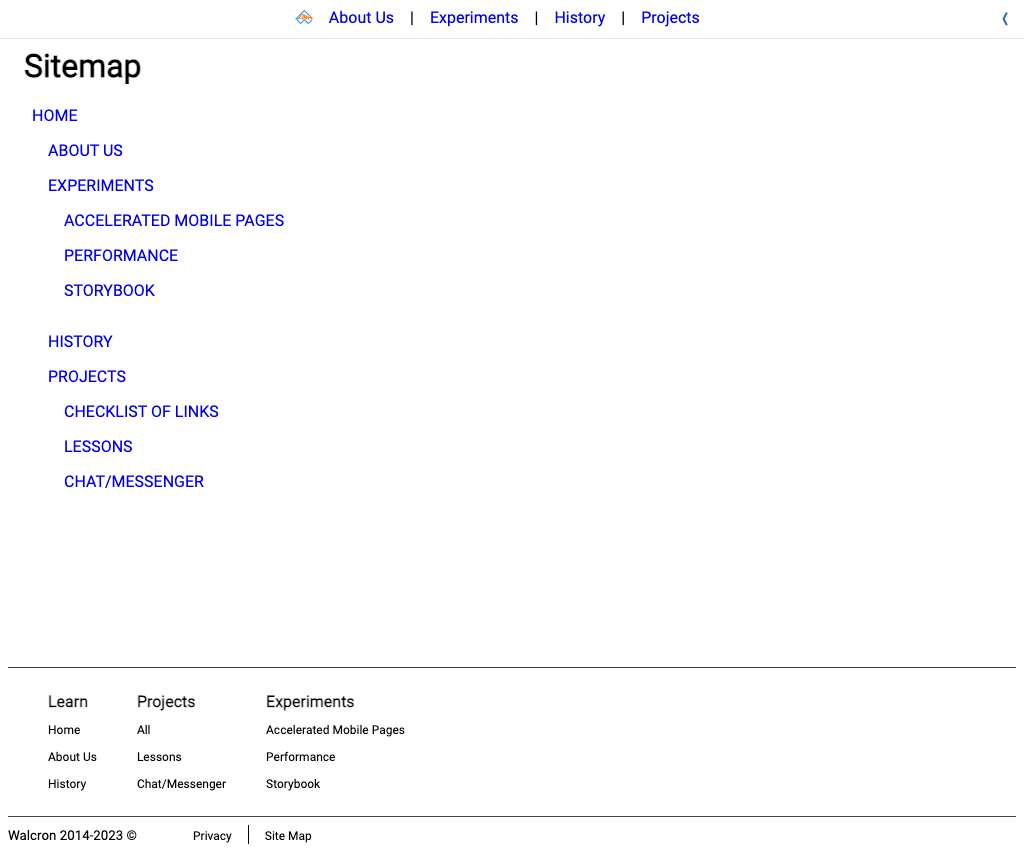 About Us | Experiments | History | Projects
Sitemap
HOME
ABOUT US
EXPERIMENTS
ACCELERATED MOBILE PAGES
PERFORMANCE
STORYBOOK
HISTORY
PROJECTS
CHECKLIST OF LINKS
LESSONS
CHAT/MESSENGER
Learn
Home
About Us
History
Projects
All
Lessons
Chat/Messenger
Experiments
Accelerated Mobile Pages
Performance
Storybook
Walcron 2014-2023 © Privacy Site Map